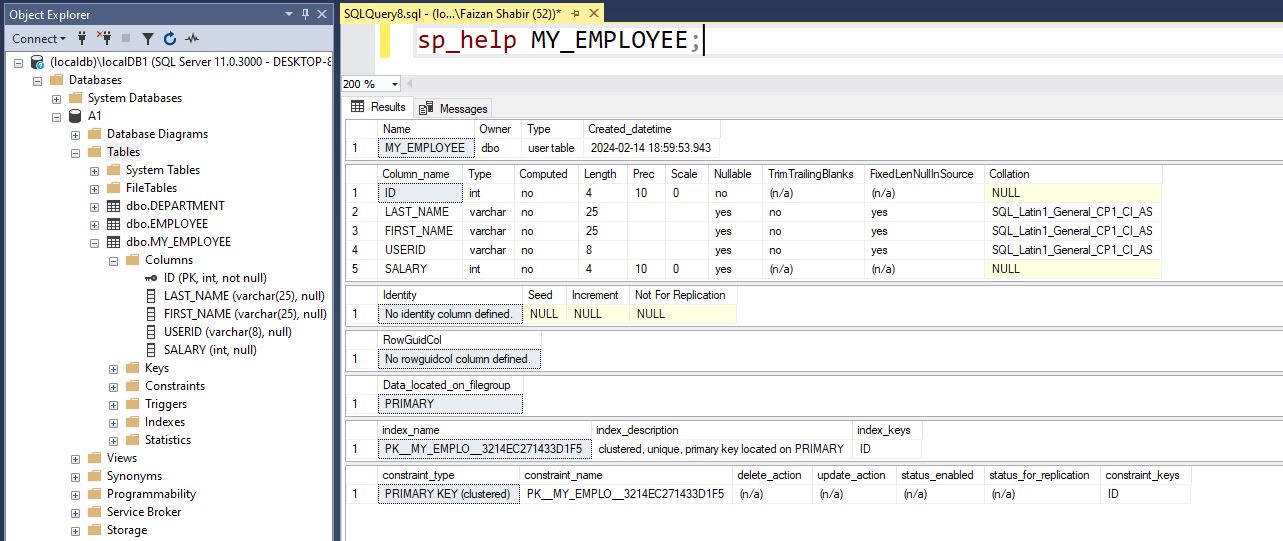 Object Explorer
Connect
(localdb)\localDB1 (SQL Server 11.0.3000 - DESKTOP-8
Databases
System Databases
A1
Database Diagrams
Tables
System Tables
FileTables
dbo.DEPARTMENT
dbo.EMPLOYEE
dbo.MY_EMPLOYEE
Columns
ID (PK, int, not null)
LAST_NAME (varchar(25), null)
FIRST_NAME (varchar(25), null)
USERID (varchar(8), null)
SALARY (int, null)
Keys
Constraints
Triggers
Indexes
Statistics
Views
Synonyms
Programmability
Service Broker
Storage
SQLQuery8.sql - (lo...\Faizan Shabir (52))*
sp_help MY_EMPLOYEE;
200 %
Results Messages
Name Owner Type Created_datetime
1 MY_EMPLOYEE dbo user table 2024-02-14 18:59:53.943
Column_name Type Computed Length Prec Scale Nullable TrimTrailingBlanks FixedLenNullInSource Collation
1 ID int no 4 10 0 no (n/a) (n/a) NULL
2 LAST_NAME varchar no 25 yes no yes SQL_Latin1_General_CP1_CI_AS
3 FIRST_NAME varchar no 25 yes no yes SQL_Latin1_General_CP1_CI_AS
4 USERID varchar no 8 yes no yes SQL_Latin1_General_CP1_CI_AS
5 SALARY int no 4 10 0 yes (n/a) (n/a) NULL
Identity Seed Increment Not For Replication
1 No identity column defined. NULL NULL NULL
RowGuidCol
1 No rowguidcol column defined.
Data_located_on_filegroup
1 PRIMARY
index_name index_description index_keys
1 PK__MY_EMPLO__3214EC271433D1F5 clustered, unique, primary key located on PRIMARY ID
constraint_type constraint_name delete_action update_action status_enabled status_for_replication constraint_keys
1 PRIMARY KEY (clustered) PK__MY_EMPLO__3214EC271433D1F5 (n/a) (n/a) (n/a) (n/a) ID